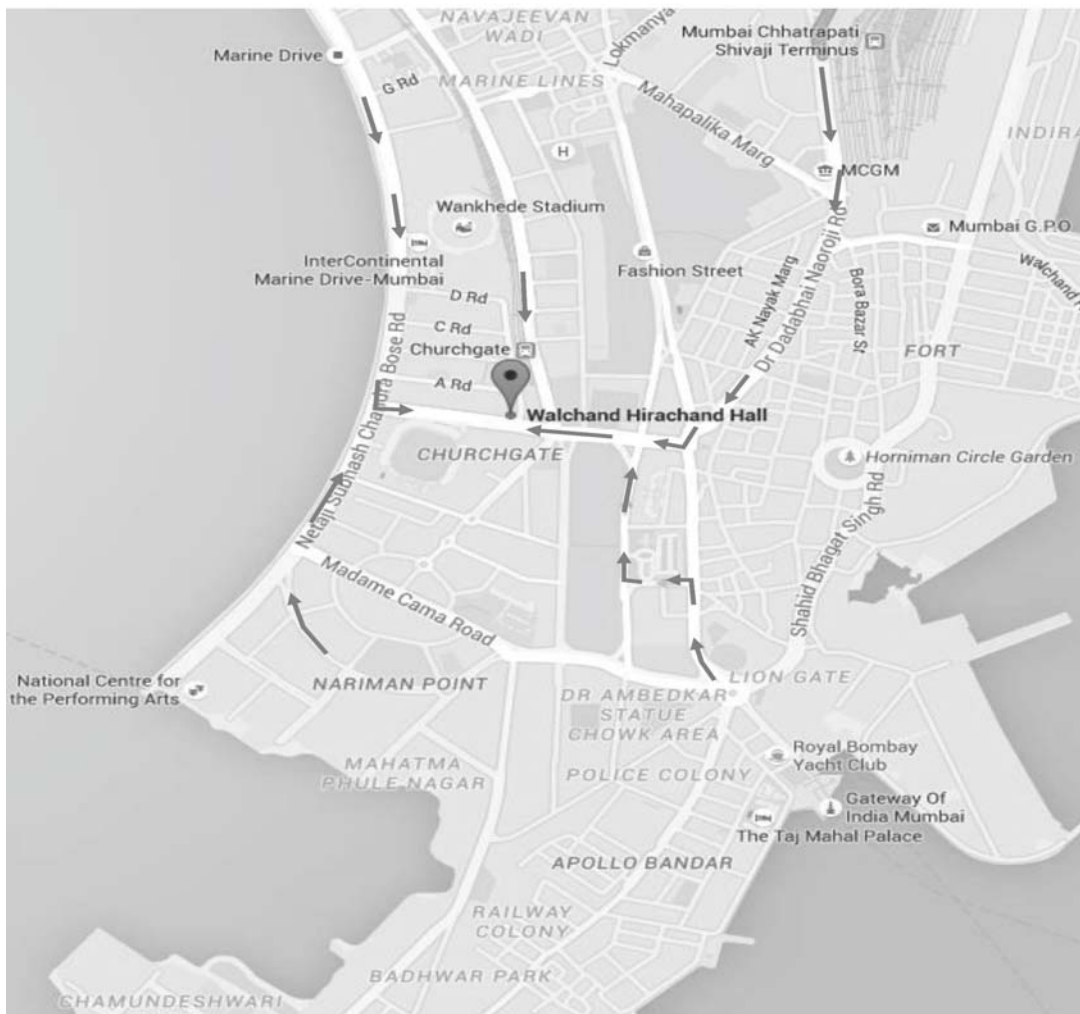 NAVAJEEVAN
WADI
Lokmanya
Mumbai Chhatrapati
Shivaji Terminus
Marine Drive
G Rd
MARINE LINES
Mahapalika Marg
INDIRA
H
MCGM
Wankhede Stadium
Mumbai G.P.O
InterContinental
Marine Drive-Mumbai
Fashion Street
Walchand
AK Nayak Marg
Dr Dadabhai Naoroji Rd
Bora Bazar St
D Rd
C Rd
Churchgate
FORT
A Rd
Netaji Subhash Chandra Bose Rd
Walchand Hirachand Hall
CHURCHGATE
Horniman Circle Garden
Shahid Bhagat Singh Rd
Madame Cama Road
National Centre for
the Performing Arts
NARIMAN POINT
LION GATE
DR AMBEDKAR
STATUE
CHOWK AREA
MAHATMA
PHULE NAGAR
POLICE COLONY
Royal Bombay
Yacht Club
Gateway Of
India Mumbai
The Taj Mahal Palace
APOLLO BANDAR
RAILWAY
COLONY
BADHWAR PARK
CHAMUNDESHWARI